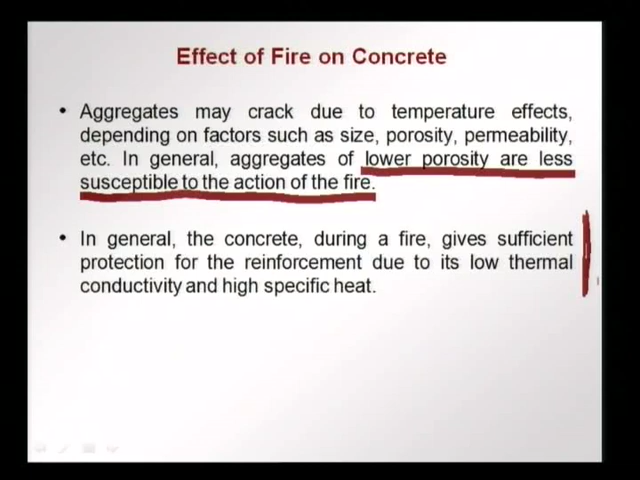 Effect of Fire on Concrete
• Aggregates may crack due to temperature effects,
depending on factors such as size, porosity, permeability,
etc. In general, aggregates of lower porosity are less
susceptible to the action of the fire.
• In general, the concrete, during a fire, gives sufficient
protection for the reinforcement due to its low thermal
conductivity and high specific heat.